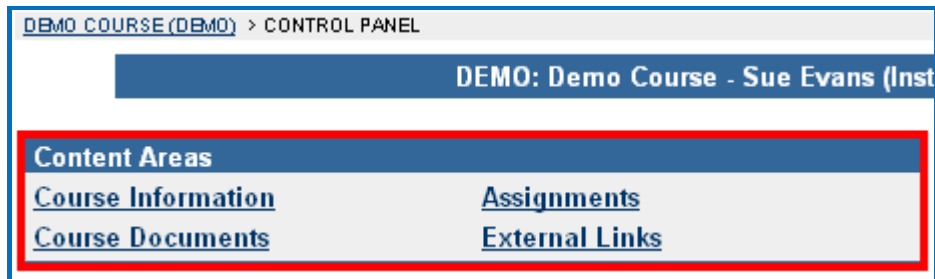 DEMO COURSE (DEMO) > CONTROL PANEL
DEMO: Demo Course - Sue Evans (Inst
Content Areas
Course Information Assignments
Course Documents External Links